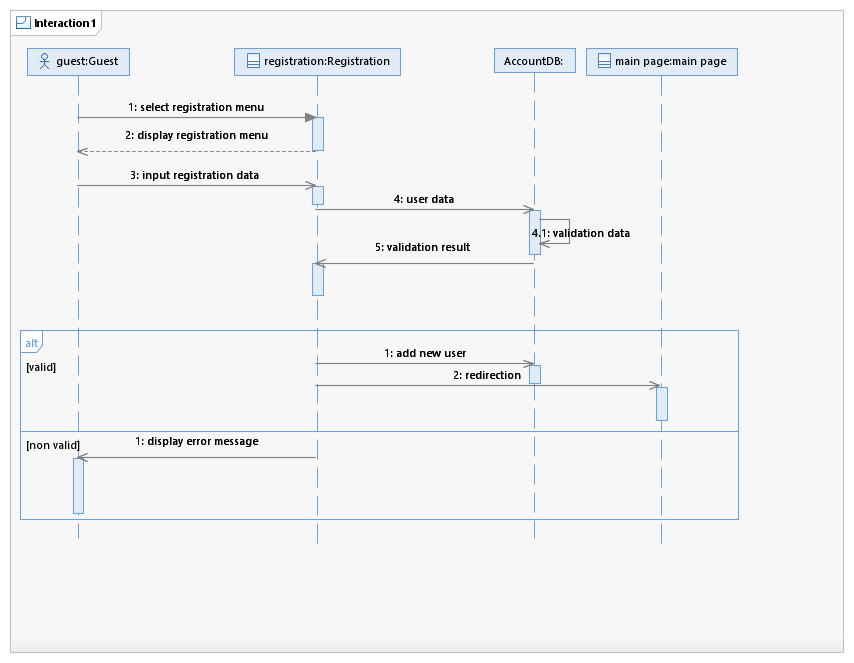 Interaction1
guest:Guest
registration:Registration
AccountDB:
main page:main page
1: select registration menu
2: display registration menu
3: input registration data
4: user data
4.1: validation data
5: validation result
alt
[valid]
1: add new user
2: redirection
[non valid]
1: display error message